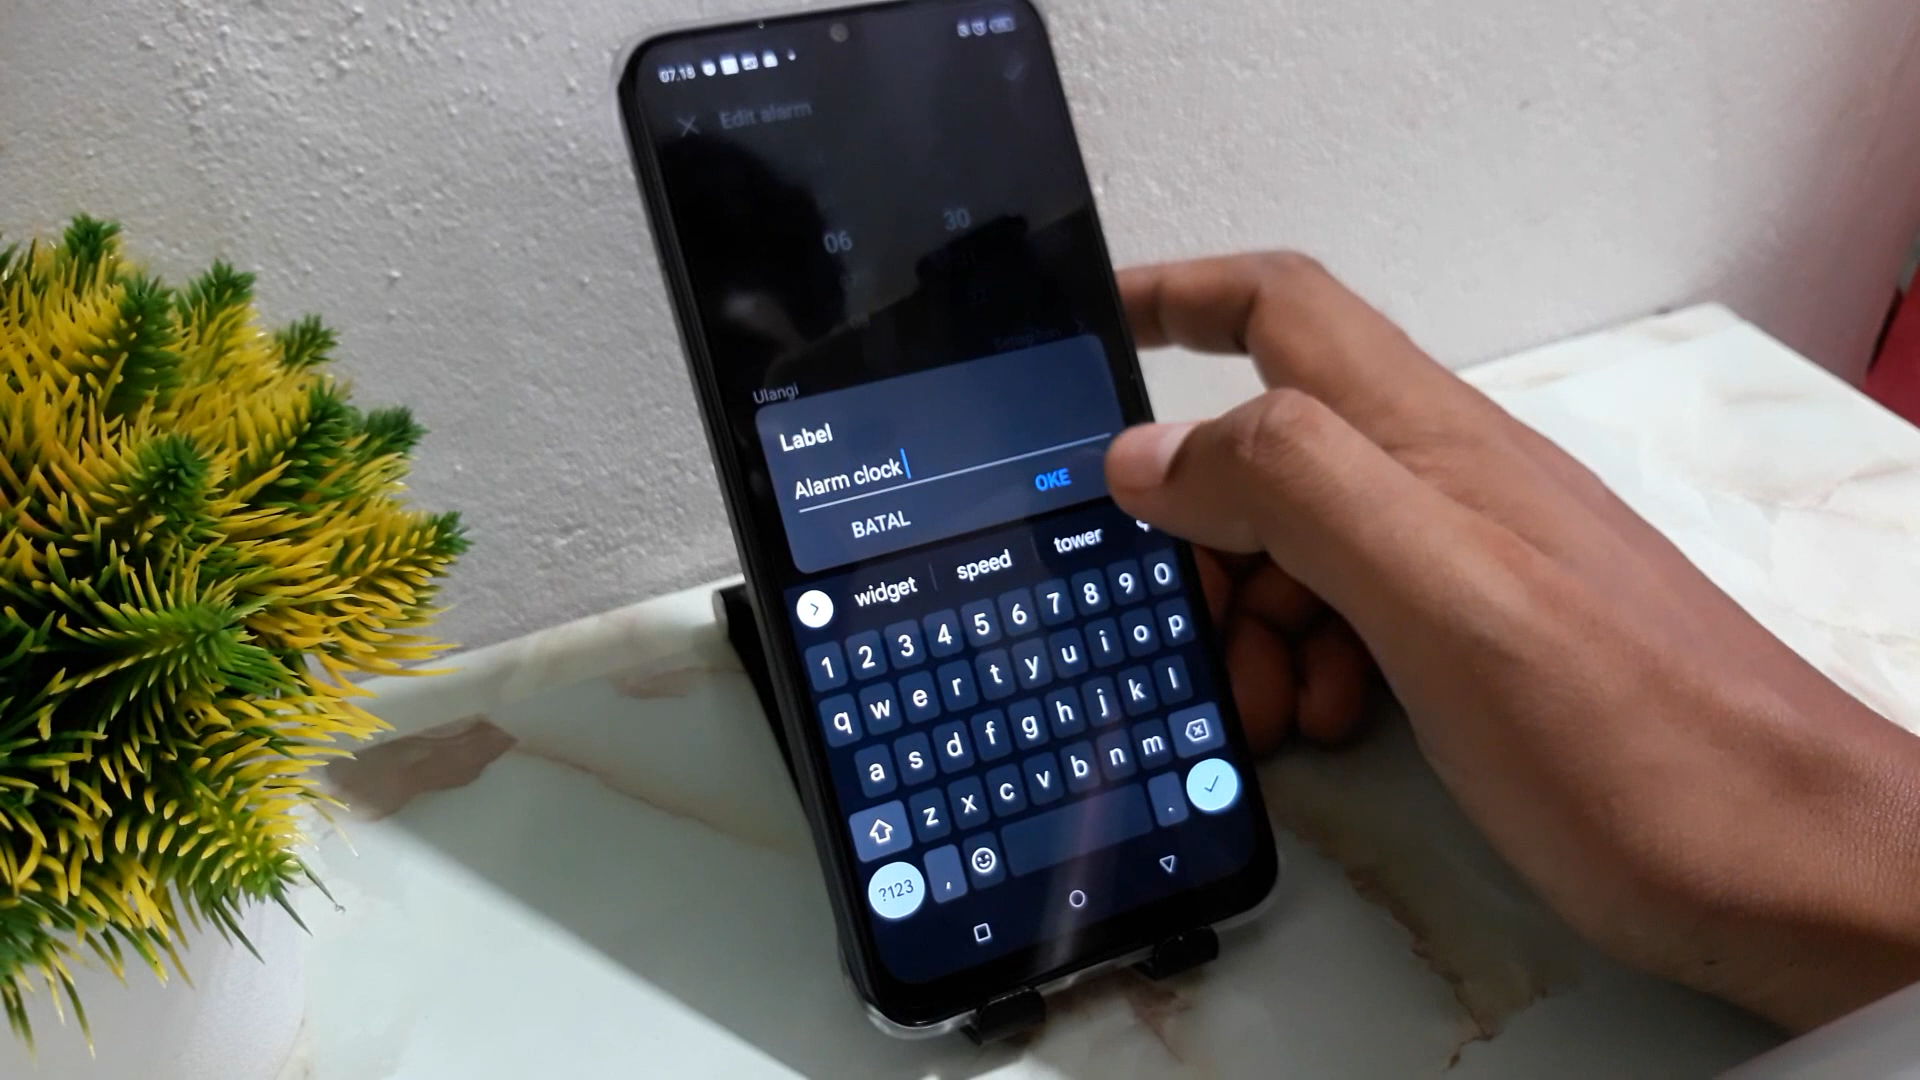 07.18
Edit alarm
06 30
Ulangi
Label
Alarm clock
BATAL OKE
widget speed tower
1 2 3 4 5 6 7 8 9 0
q w e r t y u i o p
a s d f g h j k l
z x c v b n m
?123 , .